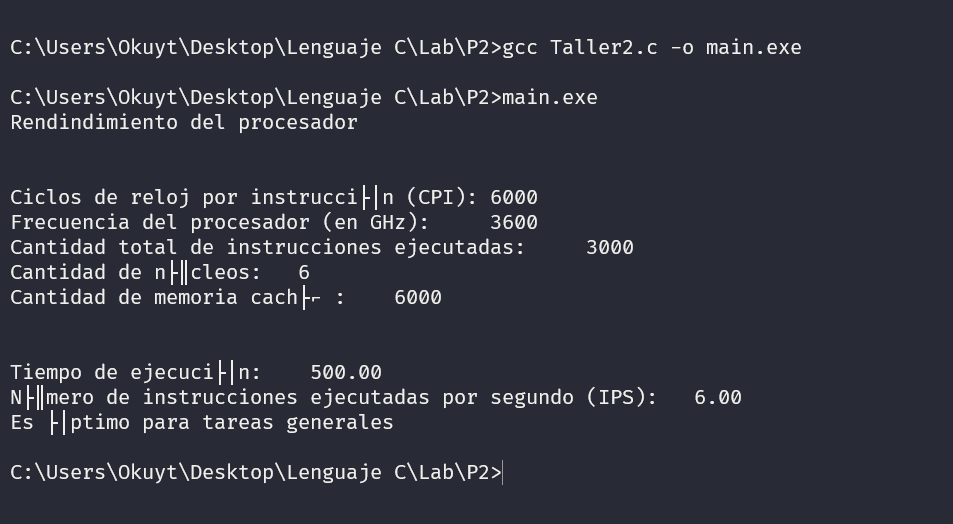 C:\Users\Okuyt\Desktop\Lenguaje C\Lab\P2>gcc Taller2.c -o main.exe
C:\Users\Okuyt\Desktop\Lenguaje C\Lab\P2>main.exe
Rendindimiento del procesador
Ciclos de reloj por instrucci├│n (CPI): 6000
Frecuencia del procesador (en GHz):     3600
Cantidad total de instrucciones ejecutadas:     3000
Cantidad de n├║cleos:   6
Cantidad de memoria cach├⌐ :    6000
Tiempo de ejecuci├│n:    500.00
N├║mero de instrucciones ejecutadas por segundo (IPS):   6.00
Es ├│ptimo para tareas generales
C:\Users\Okuyt\Desktop\Lenguaje C\Lab\P2>